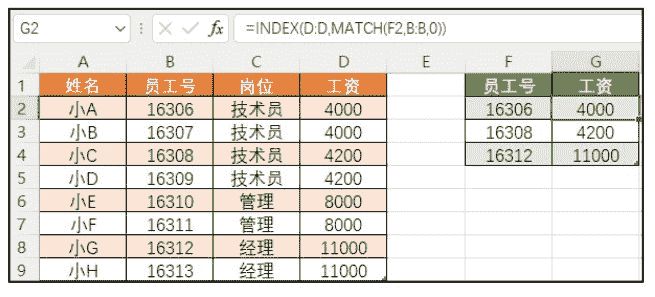 G2 fx =INDEX(D:D,MATCH(F2,B:B,0))
A B C D E F G
1 姓名 员工号 岗位 工资 员工号 工资
2 小A 16306 技术员 4000 16306 4000
3 小B 16307 技术员 4000 16308 4200
4 小C 16308 技术员 4200 16312 11000
5 小D 16309 技术员 4200
6 小E 16310 管理 8000
7 小F 16311 管理 8000
8 小G 16312 经理 11000
9 小H 16313 经理 11000